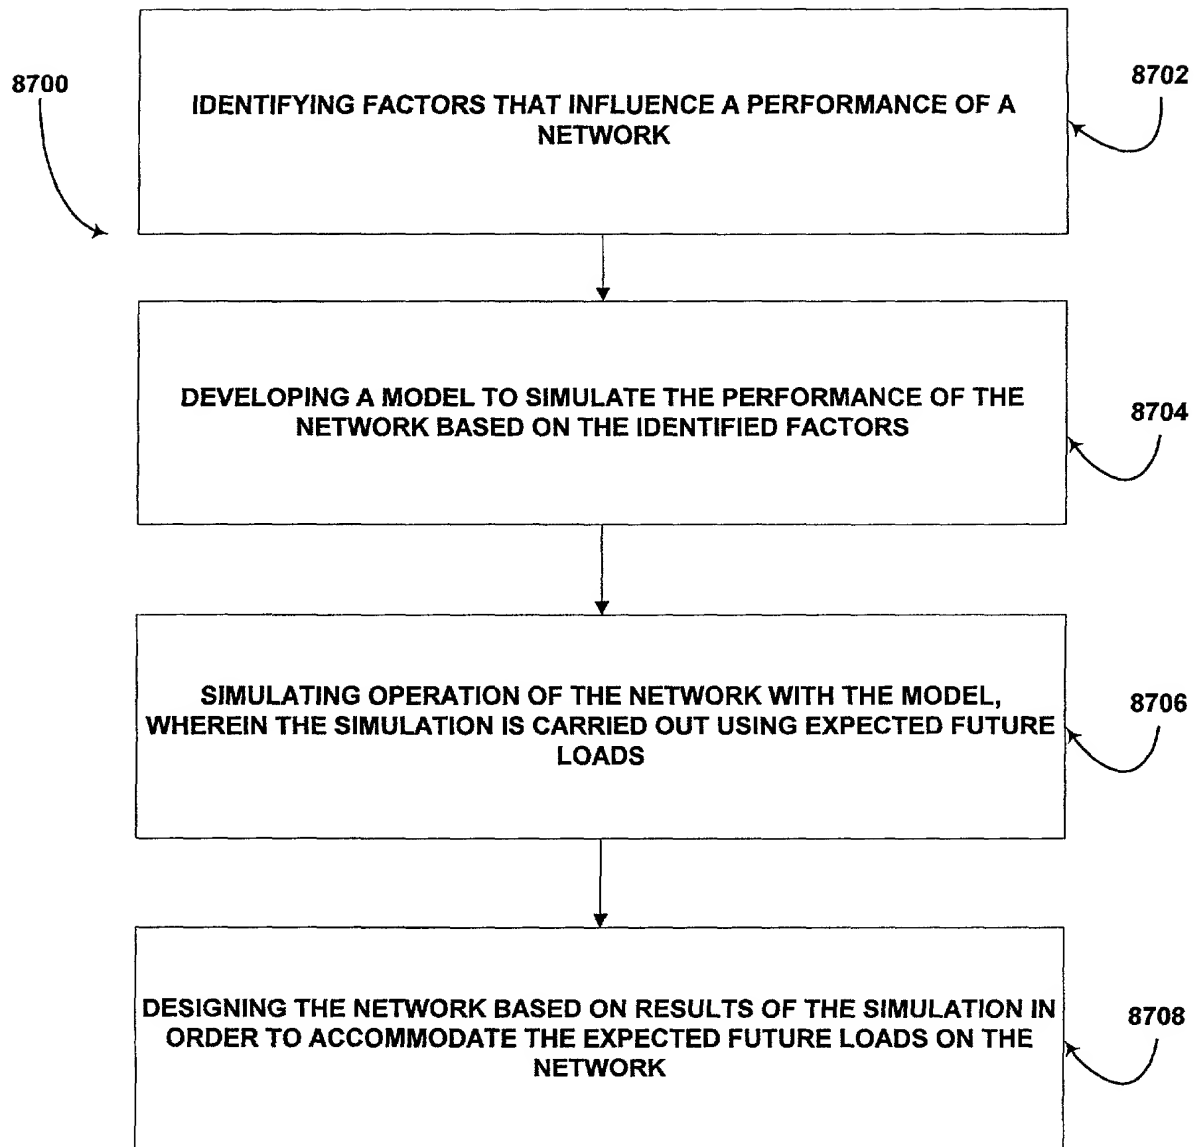 8700
8702
IDENTIFYING FACTORS THAT INFLUENCE A PERFORMANCE OF A
NETWORK
DEVELOPING A MODEL TO SIMULATE THE PERFORMANCE OF THE
NETWORK BASED ON THE IDENTIFIED FACTORS
8704
SIMULATING OPERATION OF THE NETWORK WITH THE MODEL,
WHEREIN THE SIMULATION IS CARRIED OUT USING EXPECTED FUTURE
LOADS
8706
DESIGNING THE NETWORK BASED ON RESULTS OF THE SIMULATION IN
ORDER TO ACCOMMODATE THE EXPECTED FUTURE LOADS ON THE
NETWORK
8708